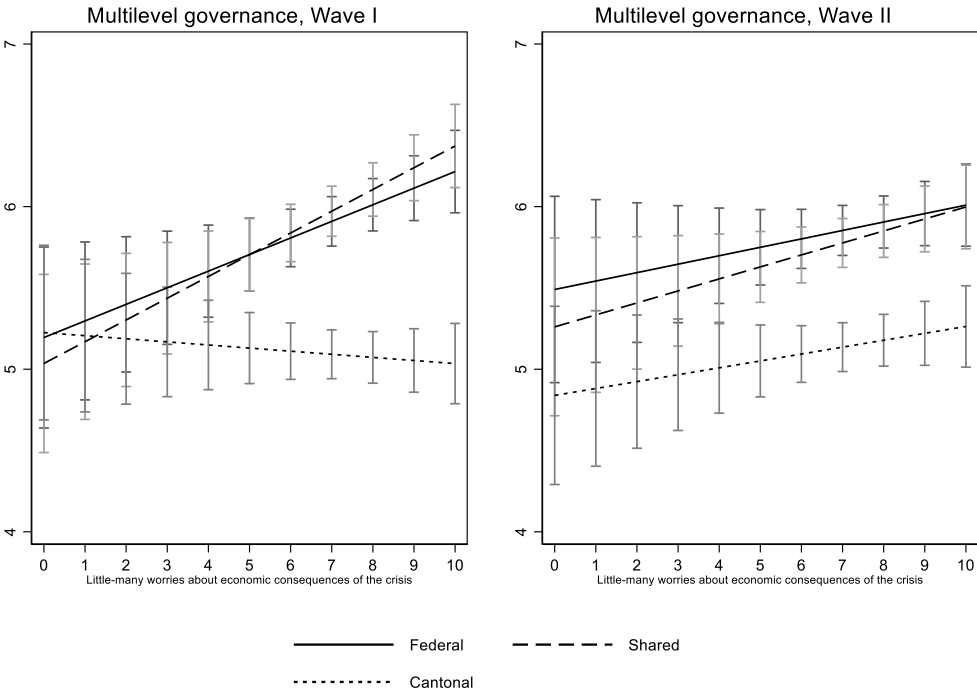 Multilevel governance, Wave I
7
6
5
4
0 1 2 3 4 5 6 7 8 9 10
Little-many worries about economic consequences of the crisis
Multilevel governance, Wave II
7
6
5
4
0 1 2 3 4 5 6 7 8 9 10
Little-many worries about economic consequences of the crisis
Federal
Shared
Cantonal